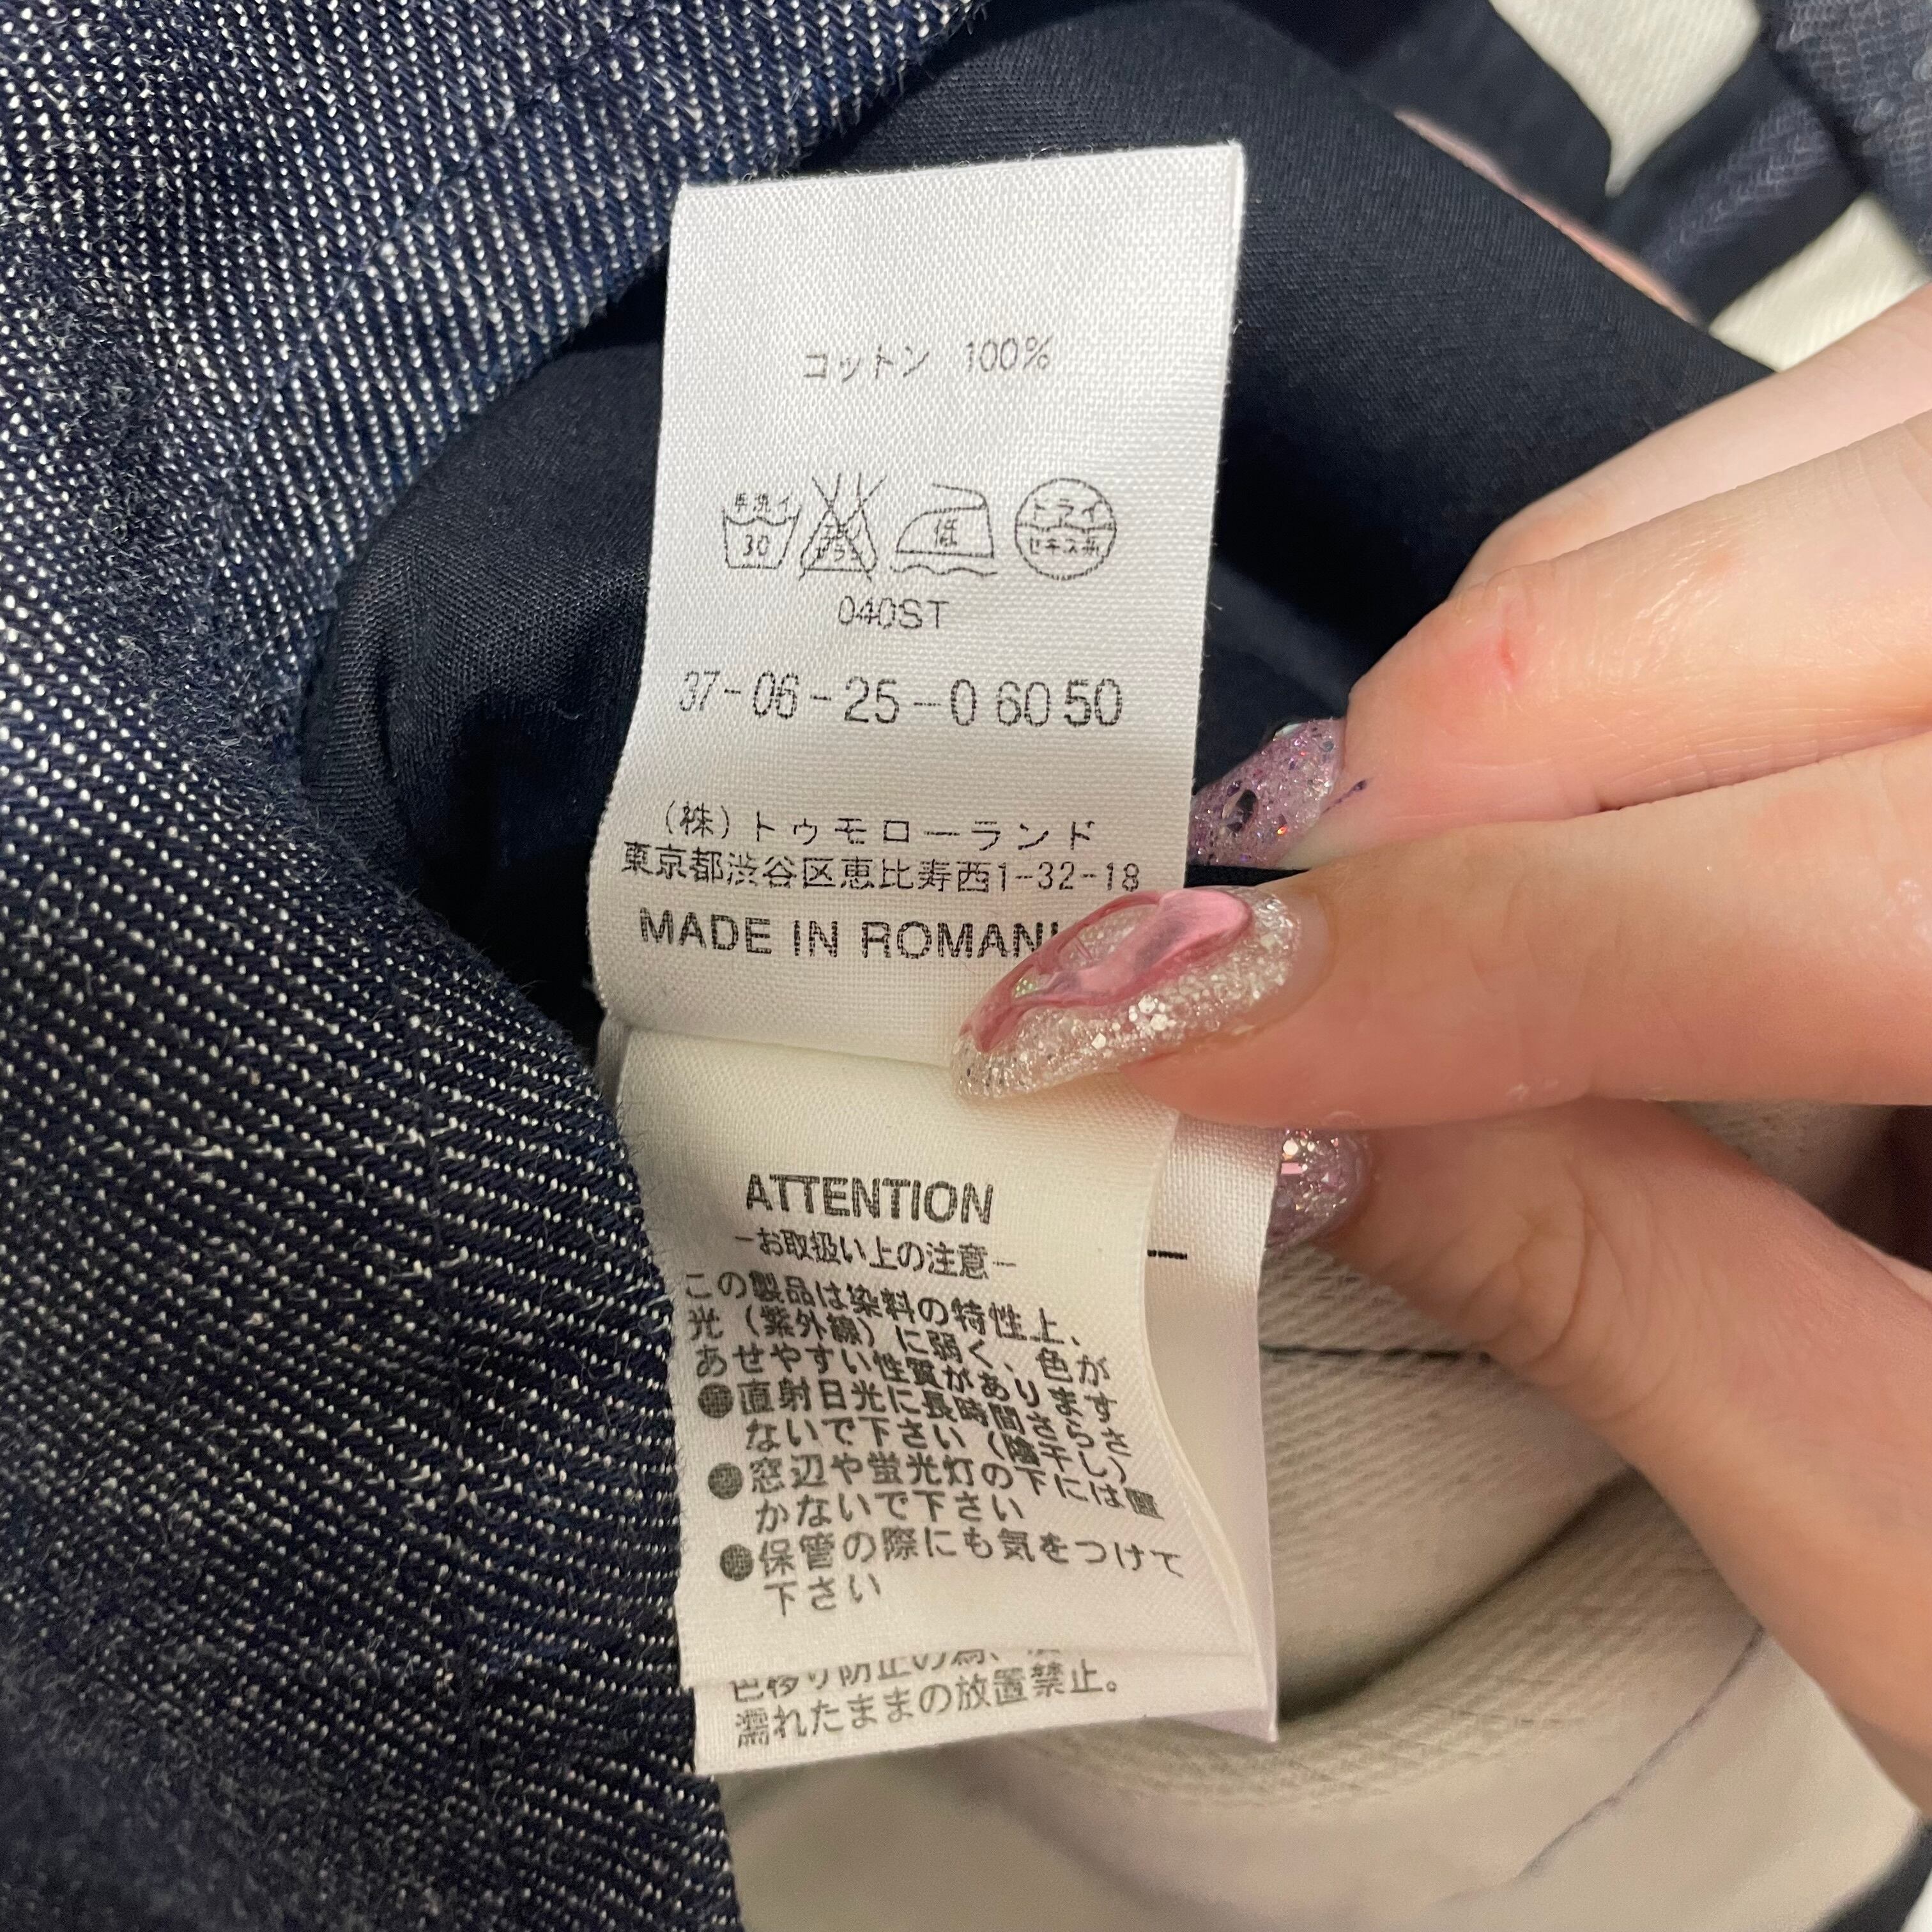 コットン 100%
手洗イ
30
低
ドライ
セキユ系
040ST
37-06-25-06050
(株)トゥモローランド
東京都渋谷区恵比寿西1-32-18
MADE IN ROMANI
ATTENTION
-お取扱い上の注意-
この製品は染料の特性上、
光(紫外線)に弱く、色が
あせやすい性質があります
●直射日光に長時間さらさ
ないで下さい(陰干し)
●窓辺や蛍光灯の下には置
かないで下さい
●保管の際にも気をつけて
下さい
色移り防止の為、
濡れたままの放置禁止。